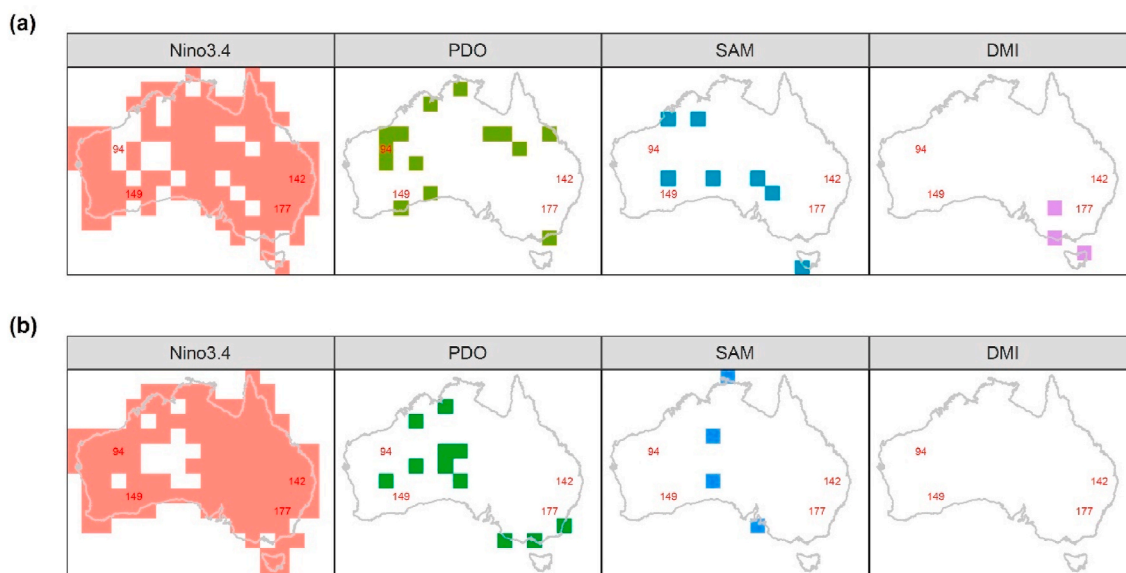 (a)
Nino3.4 PDO SAM DMI
94 94 94 94
142 142 142
149 149 149 149
177 177 177 177
(b)
Nino3.4 PDO SAM DMI
94 94 94 94
142 142 142 142
149 149 149 149
177 177 177 177